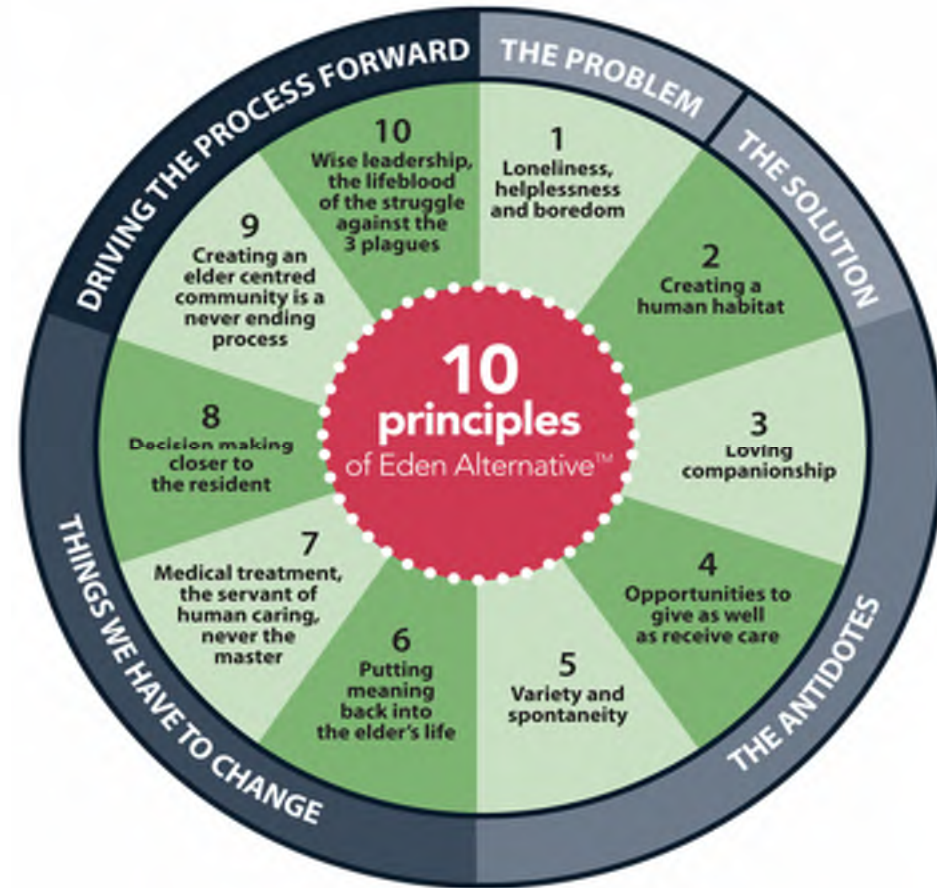 DRIVING THE PROCESS FORWARD
THE PROBLEM
THE SOLUTION
THE ANTIDOTES
THINGS WE HAVE TO CHANGE
10
principles
of Eden Alternative™
1
Loneliness,
helplessness
and boredom
2
Creating a
human habitat
3
Loving
companionship
4
Opportunities to
give as well
as receive care
5
Variety and
spontaneity
6
Putting
meaning
back into
the elder's life
7
Medical treatment,
the servant of
human caring,
never the
master
8
Decision making
closer to
the resident
9
Creating an
elder centred
community is a
never ending
process
10
Wise leadership,
the lifeblood
of the struggle
against the
3 plagues